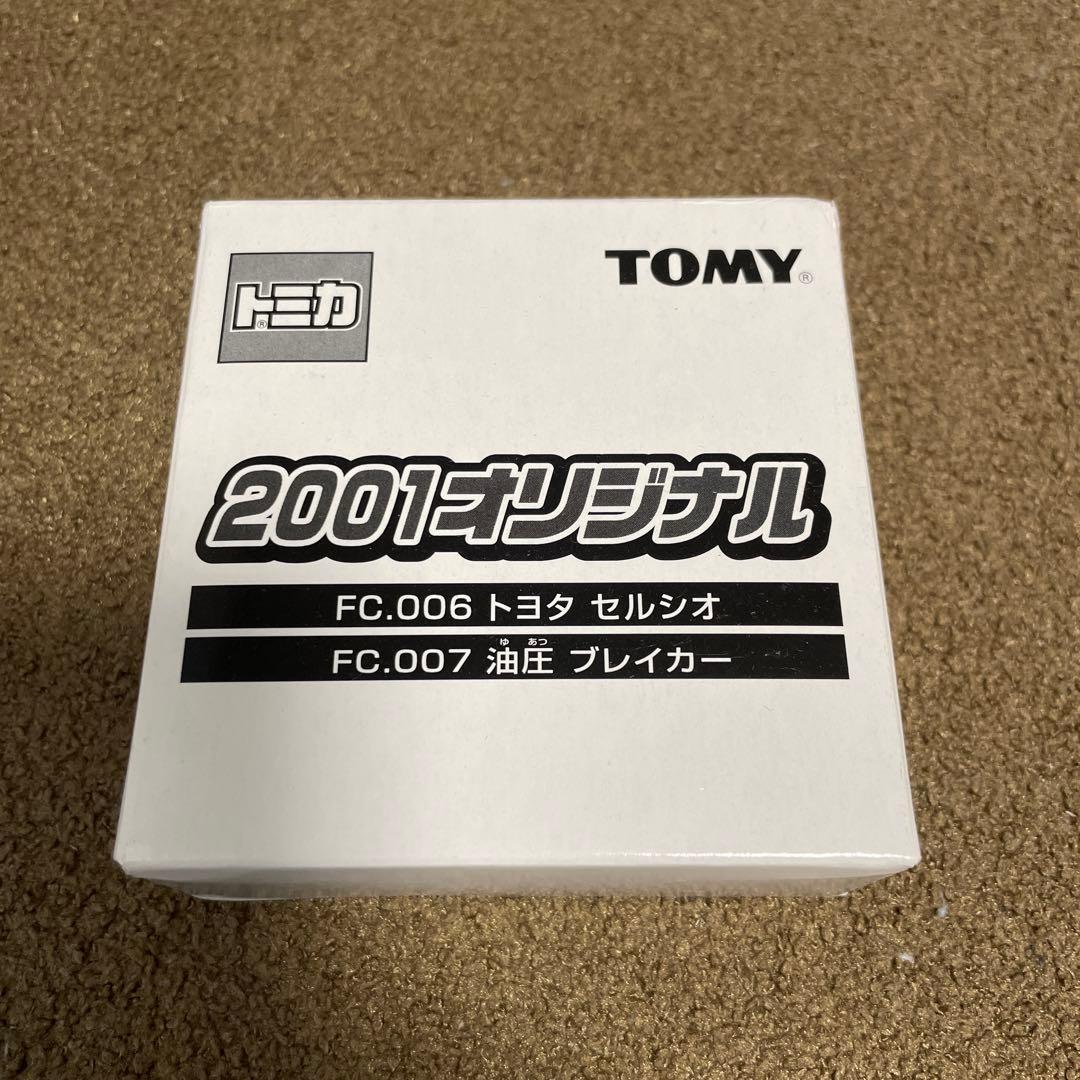 トミカ®
TOMY®
2001オリジナル
FC.006 トヨタ セルシオ
ゆ あつ
FC.007 油圧 ブレイカー